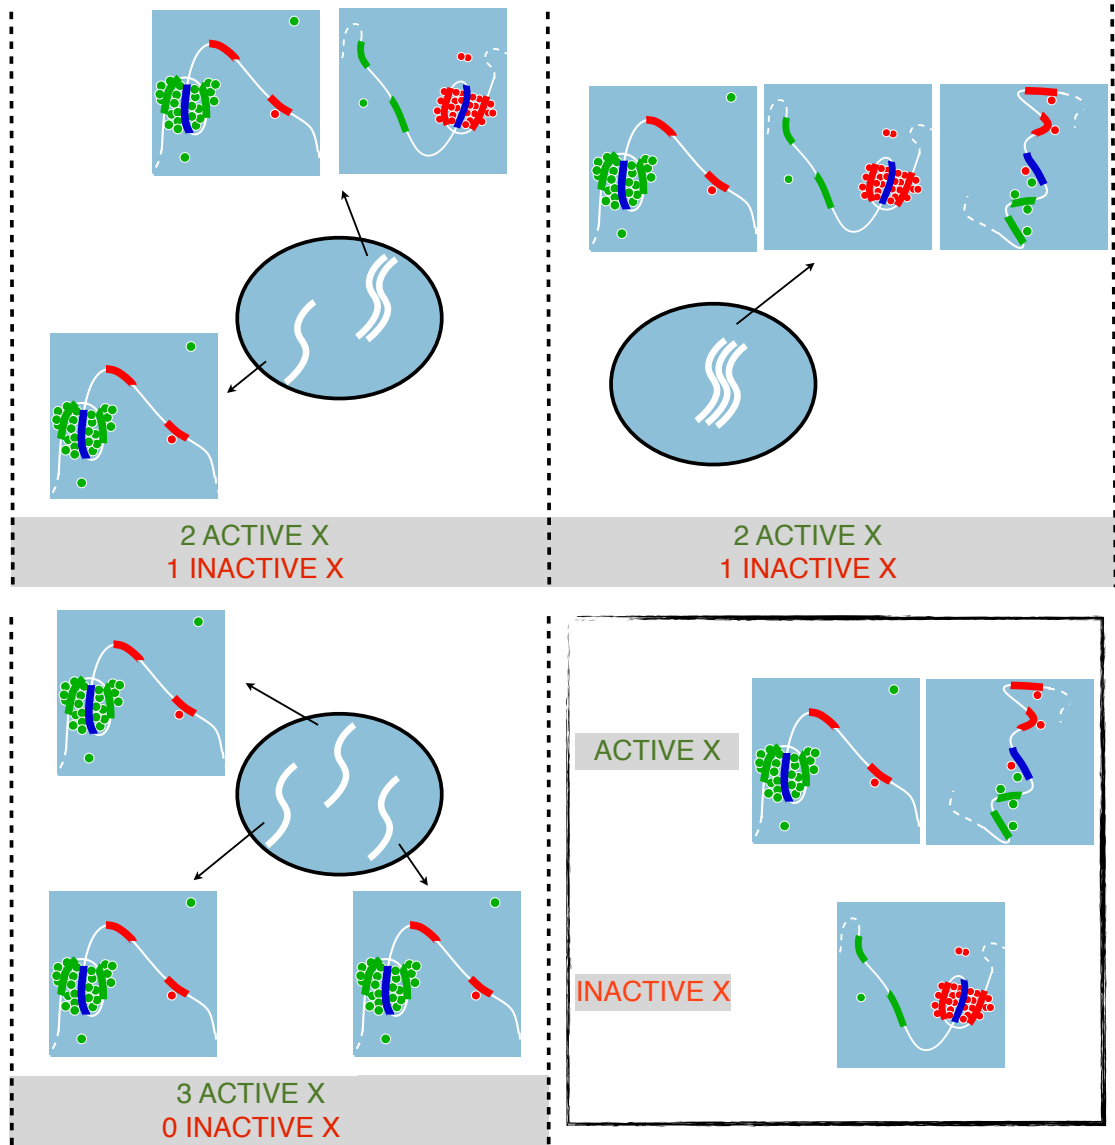 2 ACTIVE X
1 INACTIVE X
2 ACTIVE X
1 INACTIVE X
3 ACTIVE X
0 INACTIVE X
ACTIVE X
INACTIVE X